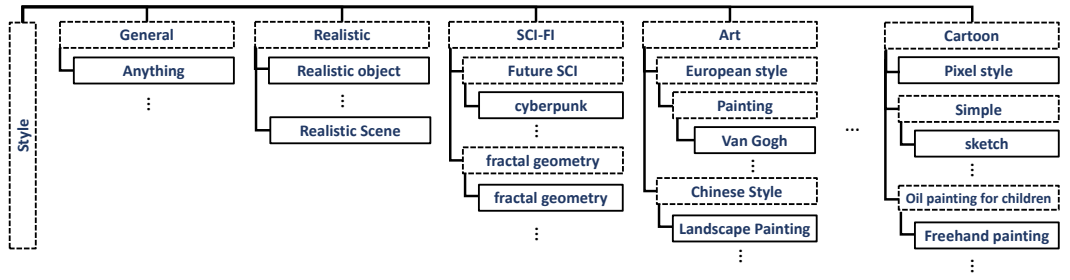 Style
General
Anything
⋮
Realistic
Realistic object
⋮
Realistic Scene
SCI-FI
Future SCI
cyberpunk
⋮
fractal geometry
fractal geometry
⋮
Art
European style
Painting
Van Gogh
⋮
Chinese Style
Landscape Painting
⋮
...
Cartoon
Pixel style
Simple
sketch
⋮
Oil painting for children
Freehand painting
⋮